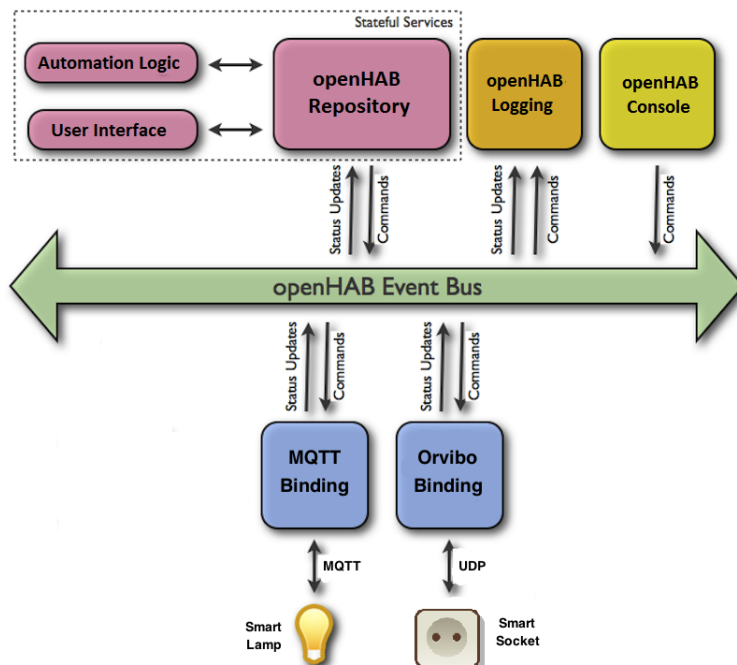 Stateful Services
Automation Logic
User Interface
openHAB
Repository
openHAB
Logging
openHAB
Console
Status Updates
Commands
Status Updates
Commands
Commands
openHAB Event Bus
Status Updates
Commands
Status Updates
Commands
MQTT
Binding
Orvibo
Binding
MQTT
UDP
Smart
Lamp
Smart
Socket